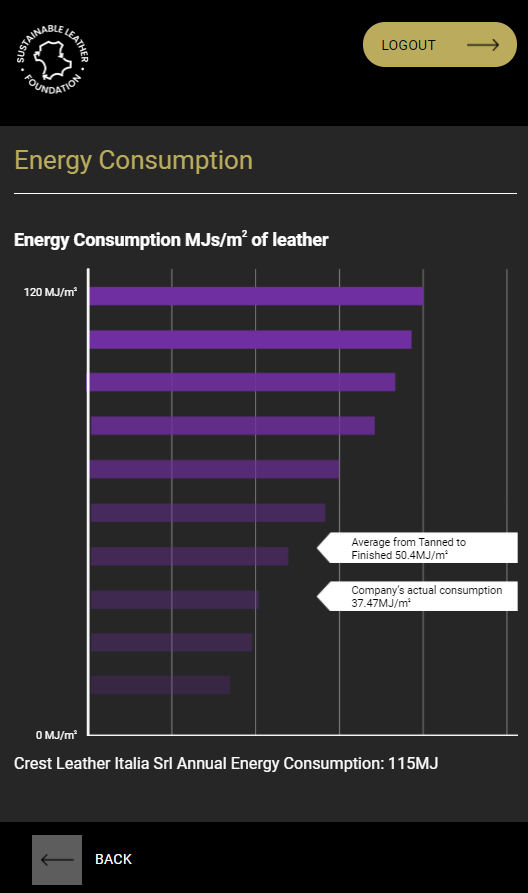 SUSTAINABLE LEATHER
FOUNDATION
LOGOUT
Energy Consumption
Energy Consumption MJs/m² of leather
120 MJ/m²
Average from Tanned to
Finished 50.4MJ/m²
Company's actual consumption
37.47MJ/m²
0 MJ/m²
Crest Leather Italia Srl Annual Energy Consumption: 115MJ
BACK